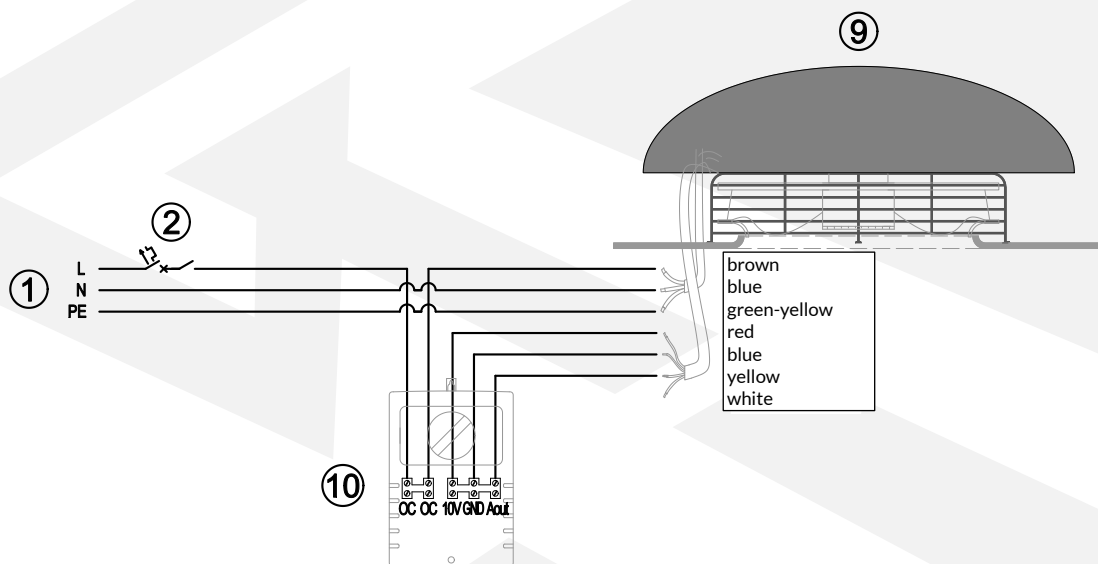 9
2
1
L
N
PE
brown
blue
green-yellow
red
blue
yellow
white
10
OC OC 10V GND Aout